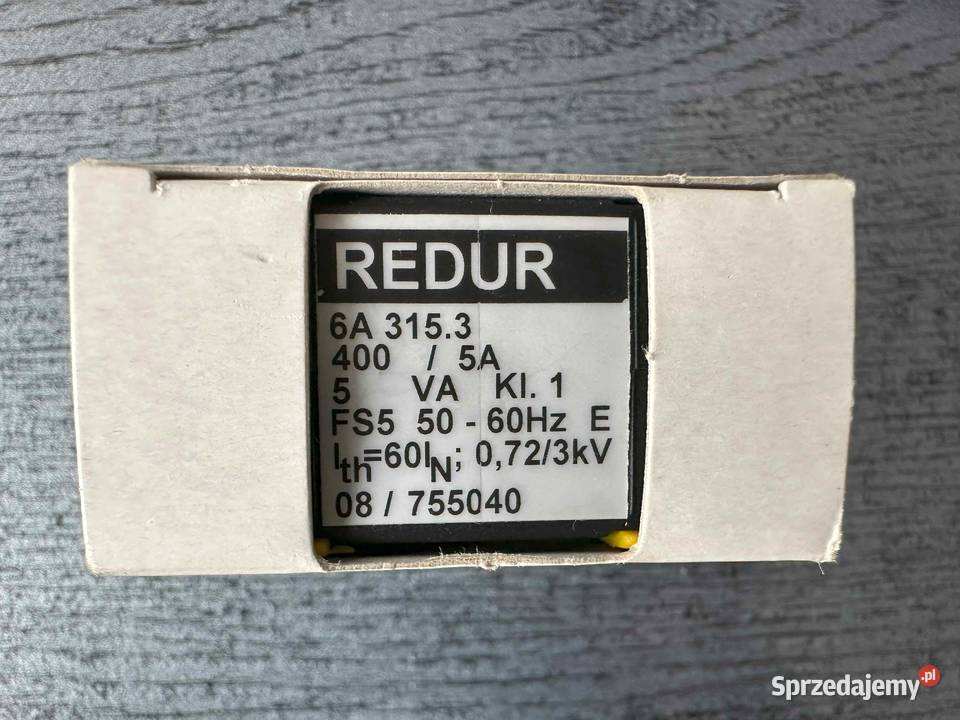 REDUR
6A 315.3
400 / 5A
5 VA Kl. 1
FS5 50 - 60Hz E
Ith=60IN; 0,72/3kV
08 / 755040
Sprzedajemy.pl